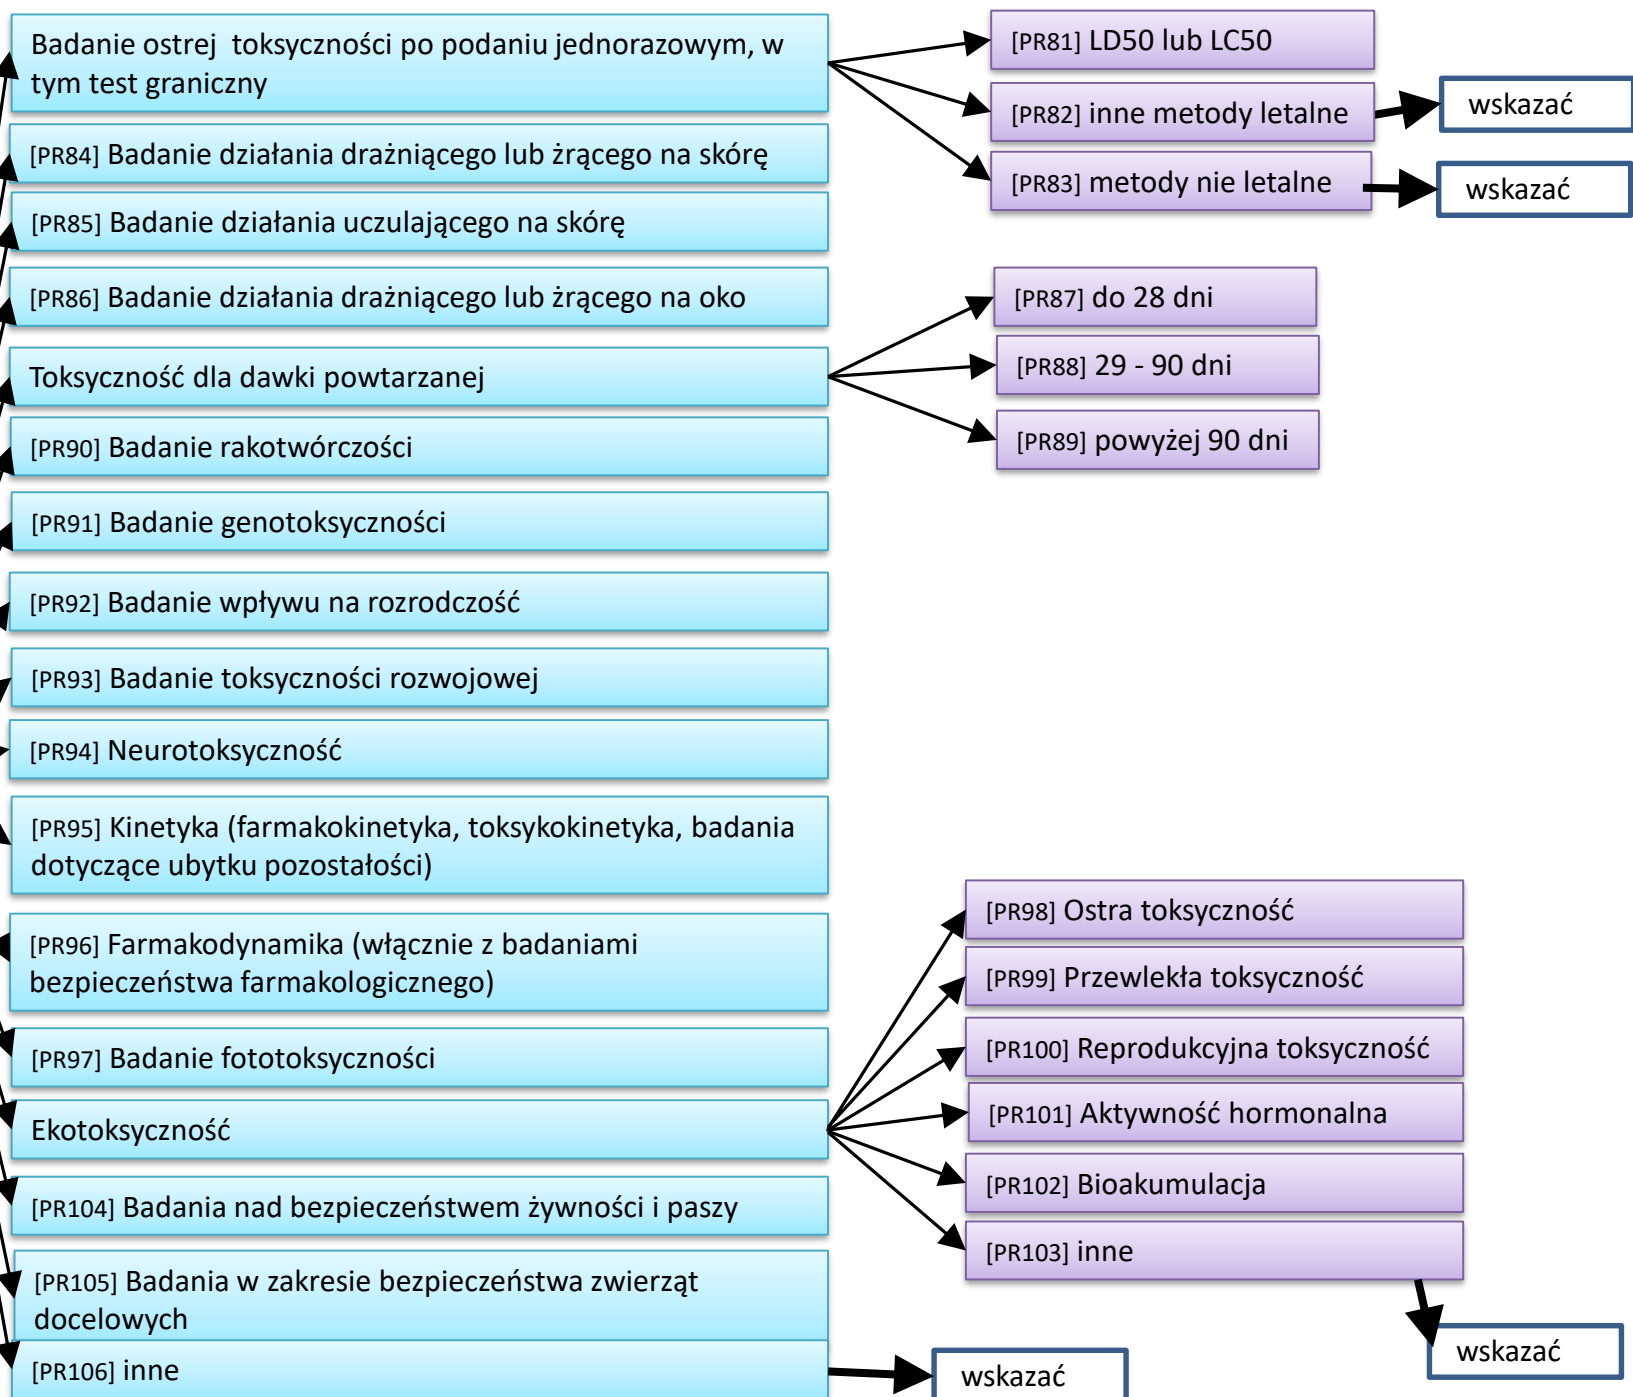 Badanie ostrej  toksyczności po podaniu jednorazowym, w
tym test graniczny
[PR81] LD50 lub LC50
[PR82] inne metody letalne
wskazać
[PR83] metody nie letalne
wskazać
[PR84] Badanie działania drażniącego lub żrącego na skórę
[PR85] Badanie działania uczulającego na skórę
[PR86] Badanie działania drażniącego lub żrącego na oko
Toksyczność dla dawki powtarzanej
[PR87] do 28 dni
[PR88] 29 - 90 dni
[PR89] powyżej 90 dni
[PR90] Badanie rakotwórczości
[PR91] Badanie genotoksyczności
[PR92] Badanie wpływu na rozrodczość
[PR93] Badanie toksyczności rozwojowej
[PR94] Neurotoksyczność
[PR95] Kinetyka (farmakokinetyka, toksykokinetyka, badania
dotyczące ubytku pozostałości)
[PR96] Farmakodynamika (włącznie z badaniami
bezpieczeństwa farmakologicznego)
[PR97] Badanie fototoksyczności
Ekotoksyczność
[PR98] Ostra toksyczność
[PR99] Przewlekła toksyczność
[PR100] Reprodukcyjna toksyczność
[PR101] Aktywność hormonalna
[PR102] Bioakumulacja
[PR103] inne
wskazać
[PR104] Badania nad bezpieczeństwem żywności i paszy
[PR105] Badania w zakresie bezpieczeństwa zwierząt
docelowych
[PR106] inne
wskazać